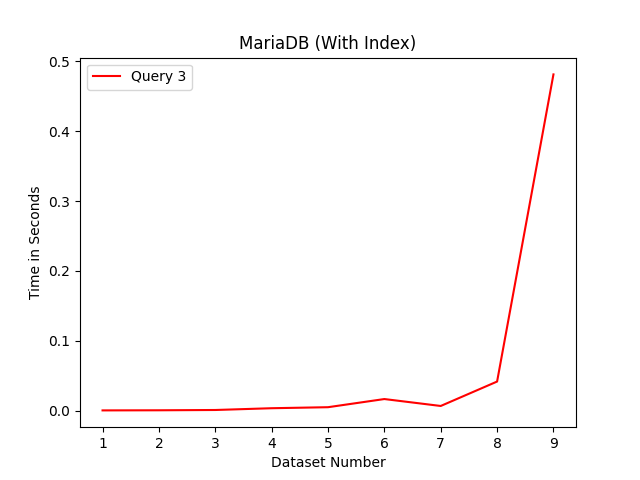 MariaDB (With Index)
Query 3
Time in Seconds
0.5
0.4
0.3
0.2
0.1
0.0
1 2 3 4 5 6 7 8 9
Dataset Number